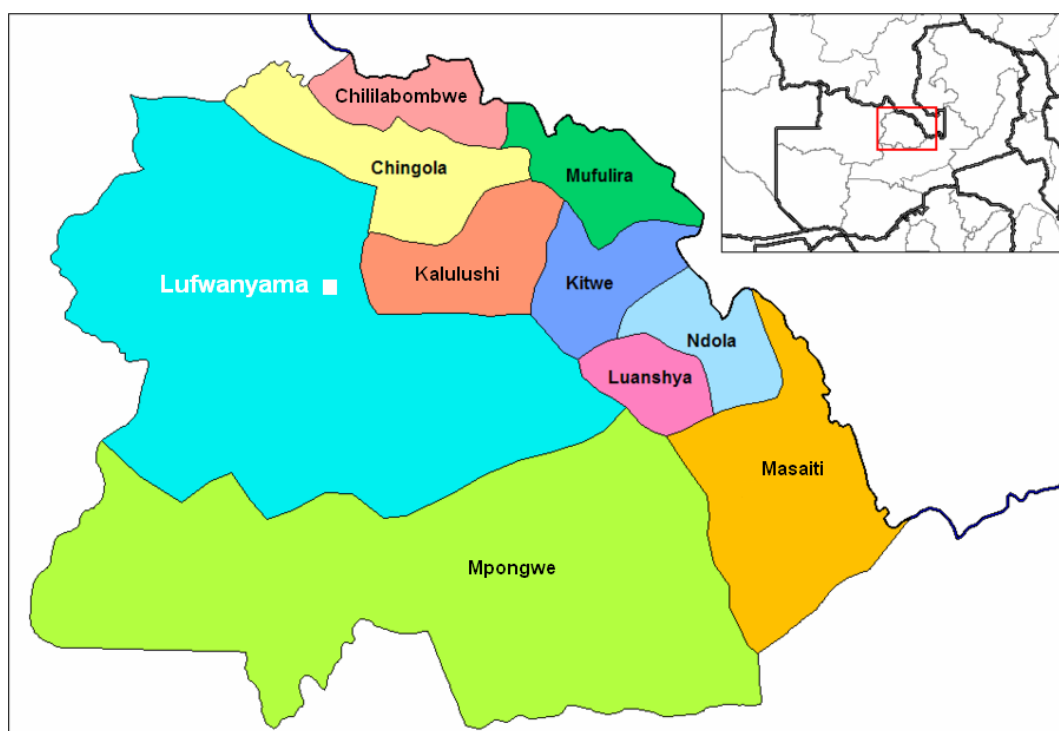 Chililabombwe
Chingola
Mufulira
Kalulushi
Lufwanyama
Kitwe
Ndola
Luanshya
Masaiti
Mpongwe